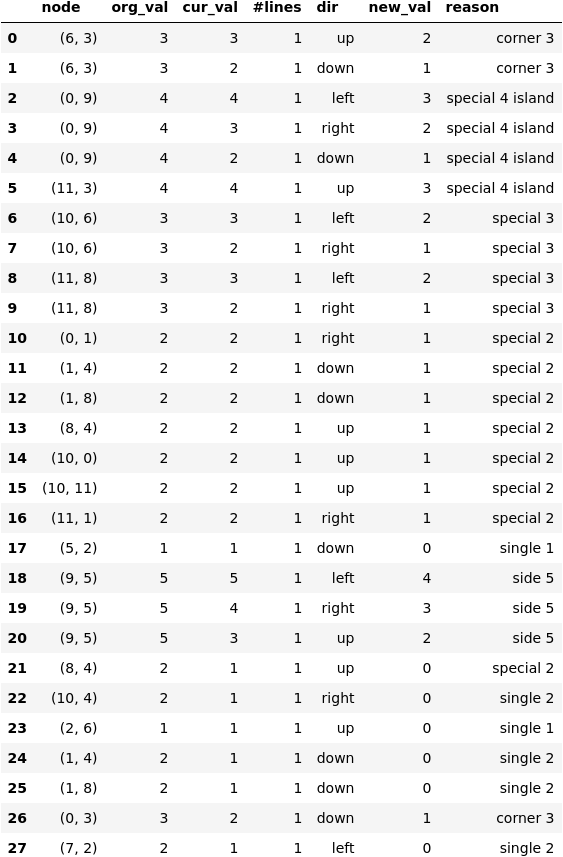 node org_val cur_val #lines dir new_val reason
0 (6, 3) 3 3 1 up 2 corner 3
1 (6, 3) 3 2 1 down 1 corner 3
2 (0, 9) 4 4 1 left 3 special 4 island
3 (0, 9) 4 3 1 right 2 special 4 island
4 (0, 9) 4 2 1 down 1 special 4 island
5 (11, 3) 4 4 1 up 3 special 4 island
6 (10, 6) 3 3 1 left 2 special 3
7 (10, 6) 3 2 1 right 1 special 3
8 (11, 8) 3 3 1 left 2 special 3
9 (11, 8) 3 2 1 right 1 special 3
10 (0, 1) 2 2 1 right 1 special 2
11 (1, 4) 2 2 1 down 1 special 2
12 (1, 8) 2 2 1 down 1 special 2
13 (8, 4) 2 2 1 up 1 special 2
14 (10, 0) 2 2 1 up 1 special 2
15 (10, 11) 2 2 1 up 1 special 2
16 (11, 1) 2 2 1 right 1 special 2
17 (5, 2) 1 1 1 down 0 single 1
18 (9, 5) 5 5 1 left 4 side 5
19 (9, 5) 5 4 1 right 3 side 5
20 (9, 5) 5 3 1 up 2 side 5
21 (8, 4) 2 1 1 up 0 special 2
22 (10, 4) 2 1 1 right 0 single 2
23 (2, 6) 1 1 1 up 0 single 1
24 (1, 4) 2 1 1 down 0 single 2
25 (1, 8) 2 1 1 down 0 single 2
26 (0, 3) 3 2 1 down 1 corner 3
27 (7, 2) 2 1 1 left 0 single 2